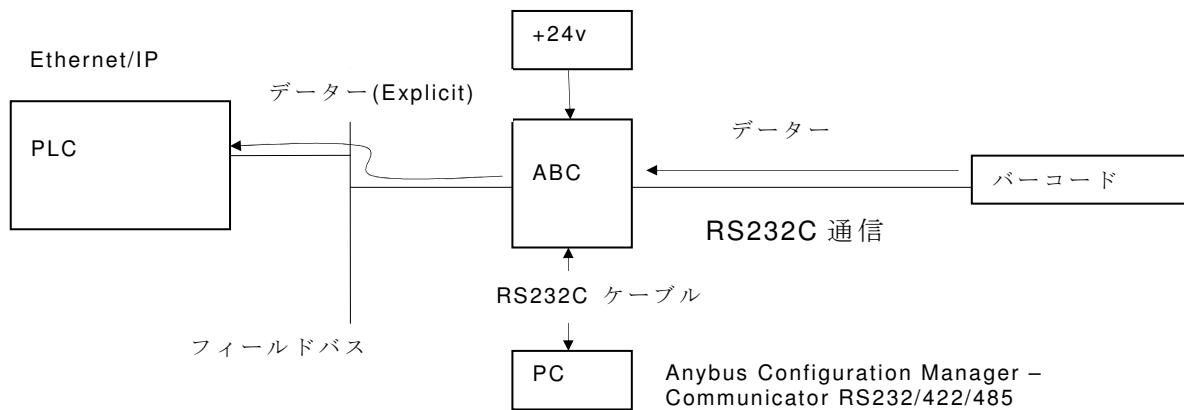 +24v
Ethernet/IP
データー(Explicit)
PLC
ABC
データー
バーコード
RS232C 通信
RS232C ケーブル
フィールドバス
PC
Anybus Configuration Manager –
Communicator RS232/422/485